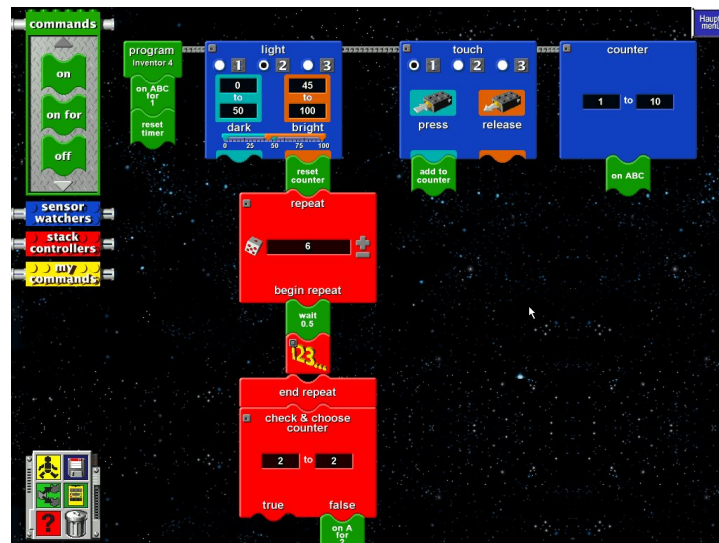 commands
on
on for
off
sensor
watchers
stack
controllers
my
commands
program
Inventor 4
on ABC
for
1
reset
timer
light
1 2 3
0
to
50
dark
45
to
100
bright
0 25 50 75 100
reset
counter
repeat
6
begin repeat
wait
0.5
123...
end repeat
check & choose
counter
2 to 2
true false
on A
for
2
touch
1 2 3
press release
add to
counter
counter
1 to 10
on ABC
Haupt
menu
?